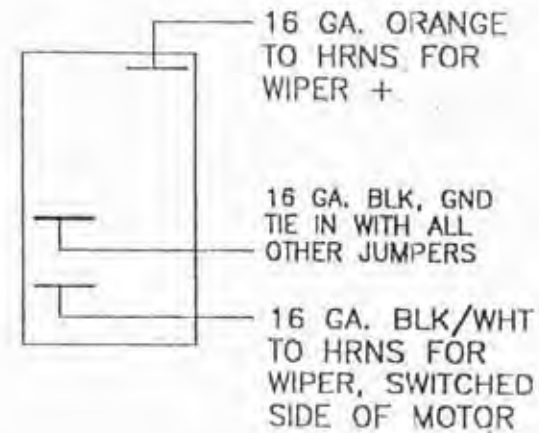 16 GA. ORANGE
TO HRNS FOR
WIPER +
16 GA. BLK, GND
TIE IN WITH ALL
OTHER JUMPERS
16 GA. BLK/WHT
TO HRNS FOR
WIPER, SWITCHED
SIDE OF MOTOR